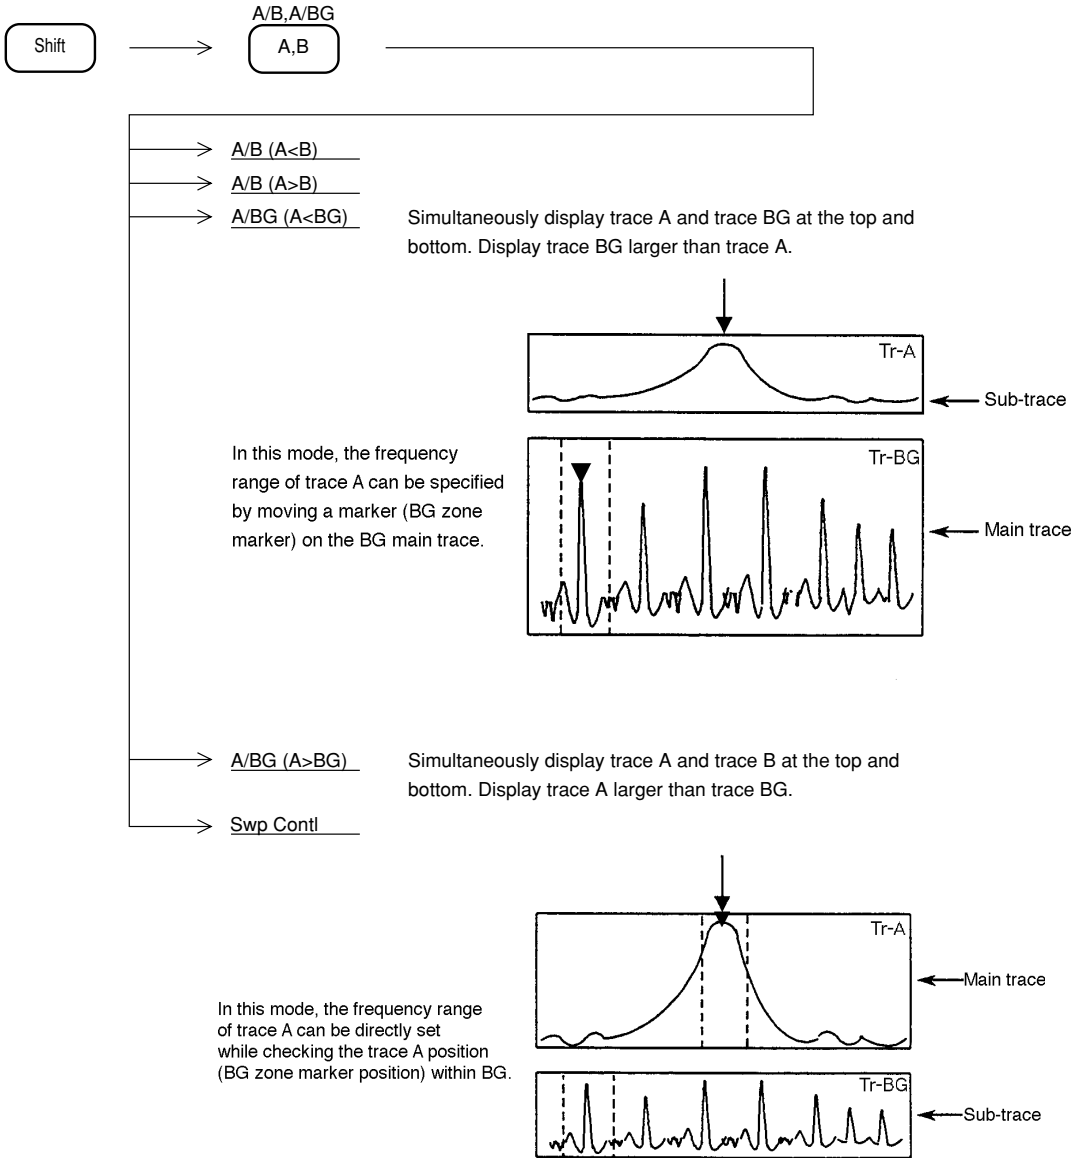 A/B,A/BG
Shift
A,B
A/B (A<B)
A/B (A>B)
A/BG (A<BG)
Simultaneously display trace A and trace BG at the top and
bottom. Display trace BG larger than trace A.
Tr-A
Sub-trace
In this mode, the frequency
range of trace A can be specified
by moving a marker (BG zone
marker) on the BG main trace.
Tr-BG
Main trace
A/BG (A>BG)
Simultaneously display trace A and trace B at the top and
bottom. Display trace A larger than trace BG.
Swp Contl
Tr-A
Main trace
In this mode, the frequency range
of trace A can be directly set
while checking the trace A position
(BG zone marker position) within BG.
Tr-BG
Sub-trace